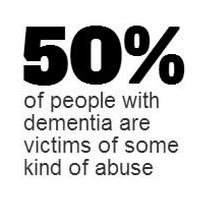 50%
of people with
dementia are
victims of some
kind of abuse